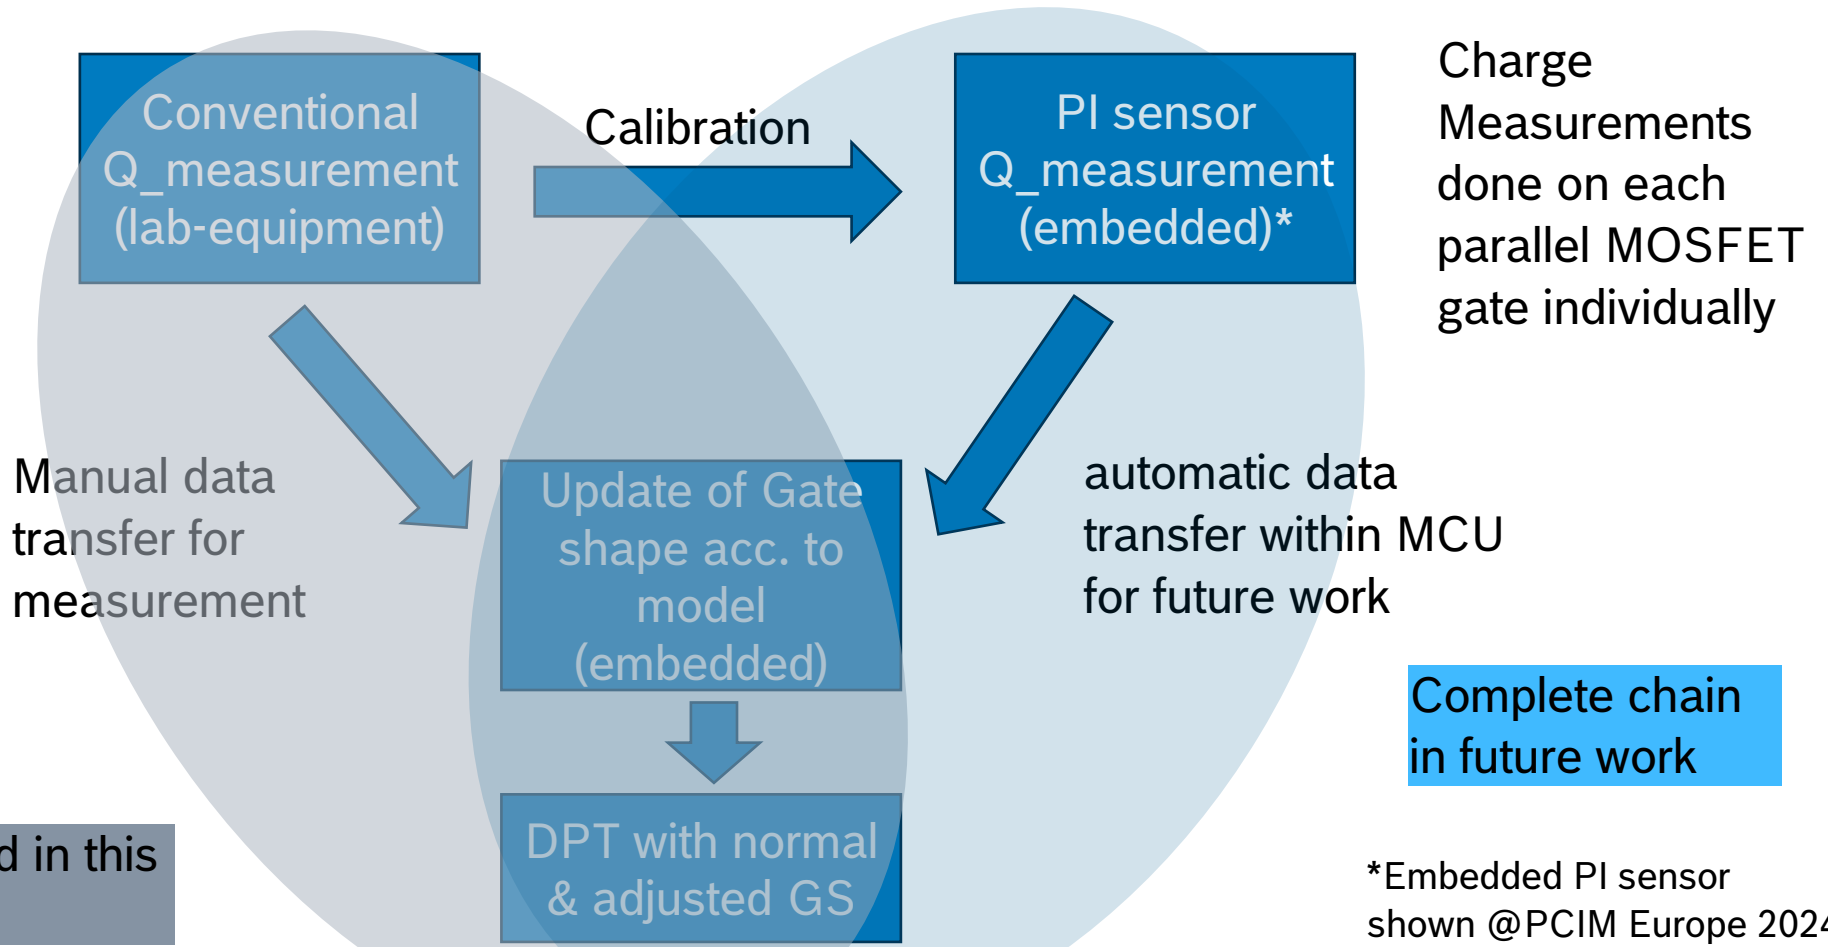 Conventional
Q_measurement
(lab-equipment)
Calibration
PI sensor
Q_measurement
(embedded)*
Charge
Measurements
done on each
parallel MOSFET
gate individually
Manual data
transfer for
measurement
Update of Gate
shape acc. to
model
(embedded)
automatic data
transfer within MCU
for future work
Complete chain
in future work
in this
DPT with normal
& adjusted GS
*Embedded PI sensor
shown @PCIM Europe 2024